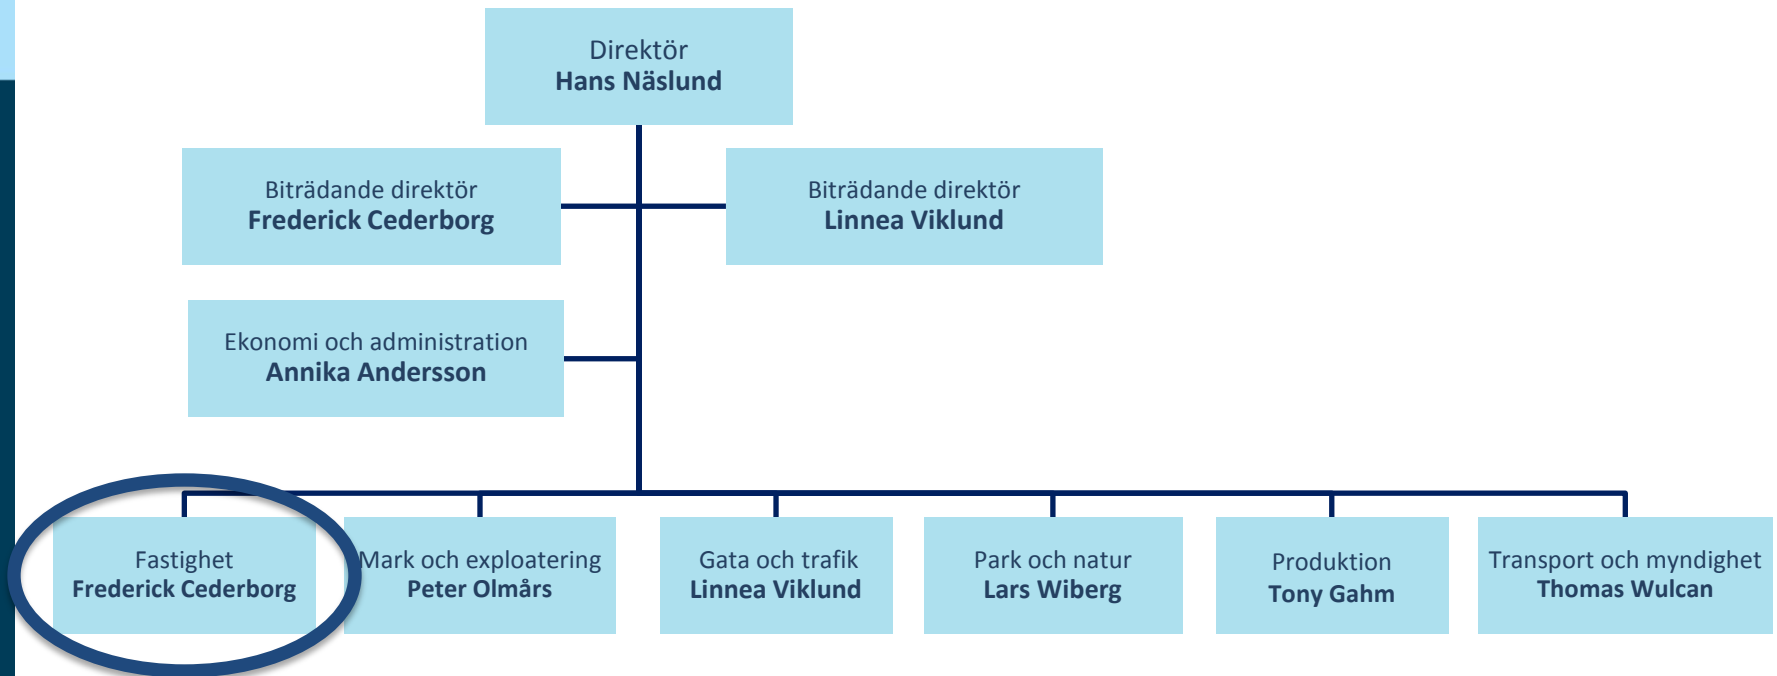 Direktör
Hans Näslund
Biträdande direktör
Frederick Cederborg
Biträdande direktör
Linnea Viklund
Ekonomi och administration
Annika Andersson
Fastighet
Frederick Cederborg
Mark och exploatering
Peter Olmårs
Gata och trafik
Linnea Viklund
Park och natur
Lars Wiberg
Produktion
Tony Gahm
Transport och myndighet
Thomas Wulcan